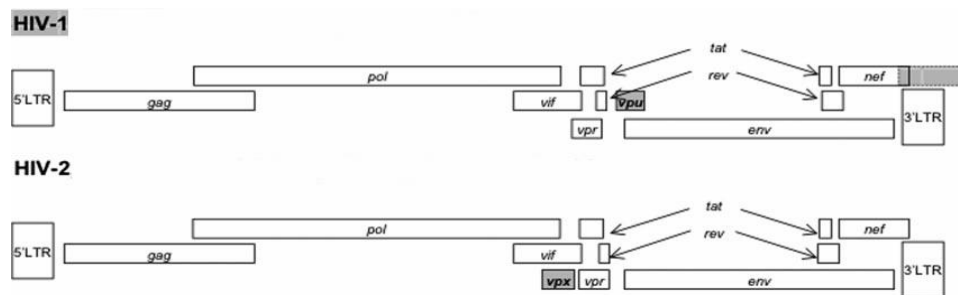 HIV-1
tat
5'LTR
pol
rev
nef
gag
vif
vpu
3'LTR
vpr
env
HIV-2
tat
5'LTR
pol
rev
nef
gag
vif
3'LTR
vpx
vpr
env